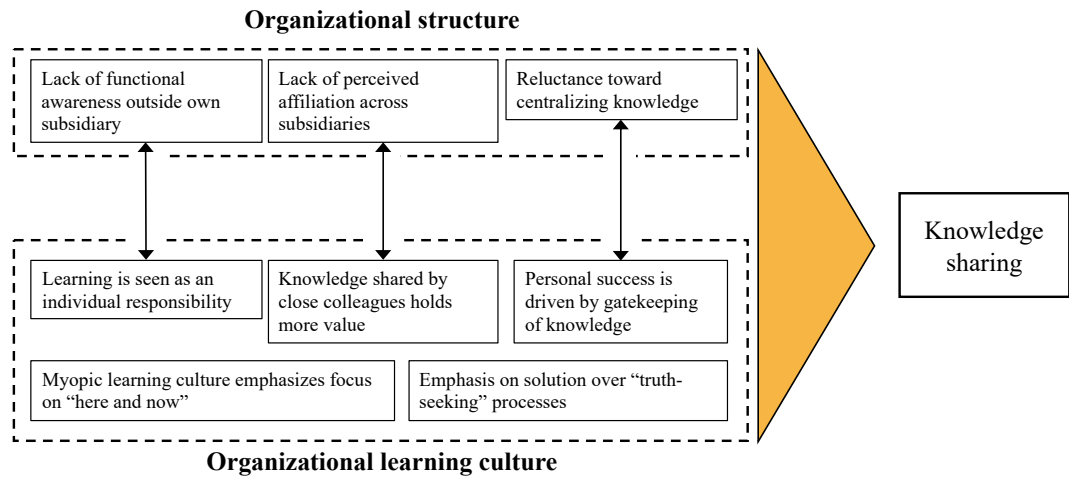 Organizational structure
Lack of functional
awareness outside own
subsidiary
Lack of perceived
affiliation across
subsidiaries
Reluctance toward
centralizing knowledge
Learning is seen as an
individual responsibility
Knowledge shared by
close colleagues holds
more value
Personal success is
driven by gatekeeping
of knowledge
Myopic learning culture emphasizes focus
on “here and now”
Emphasis on solution over “truth-
seeking” processes
Organizational learning culture
Knowledge
sharing